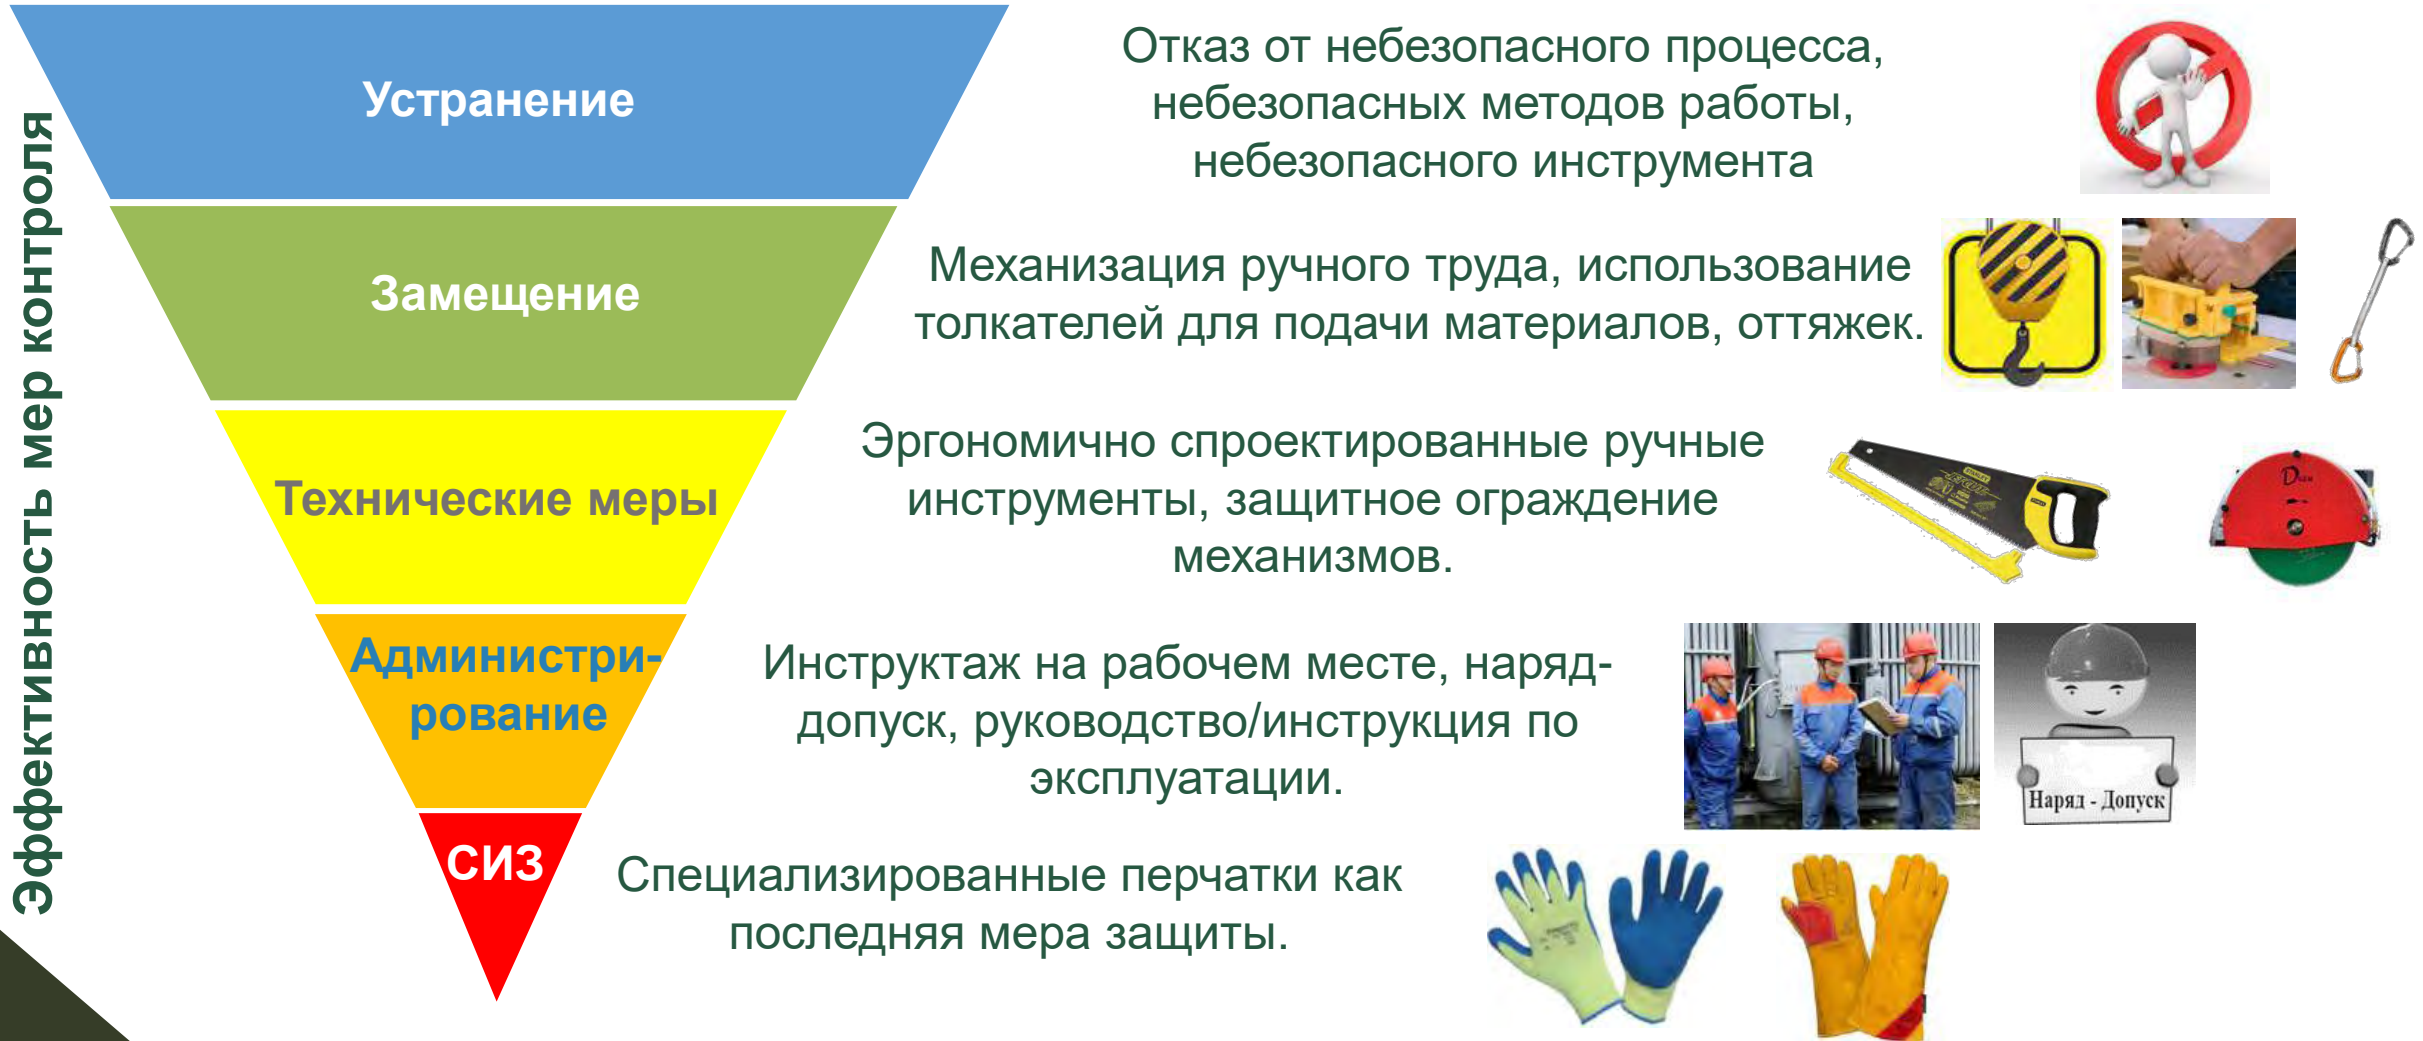 Эффективность мер контроля
Устранение
Отказ от небезопасного процесса,
небезопасных методов работы,
небезопасного инструмента
Замещение
Механизация ручного труда, использование
толкателей для подачи материалов, оттяжек.
Технические меры
Эргономично спроектированные ручные
инструменты, защитное ограждение
механизмов.
Администри-
рование
Инструктаж на рабочем месте, наряд-
допуск, руководство/инструкция по
эксплуатации.
Наряд - Допуск
СИЗ
Специализированные перчатки как
последняя мера защиты.